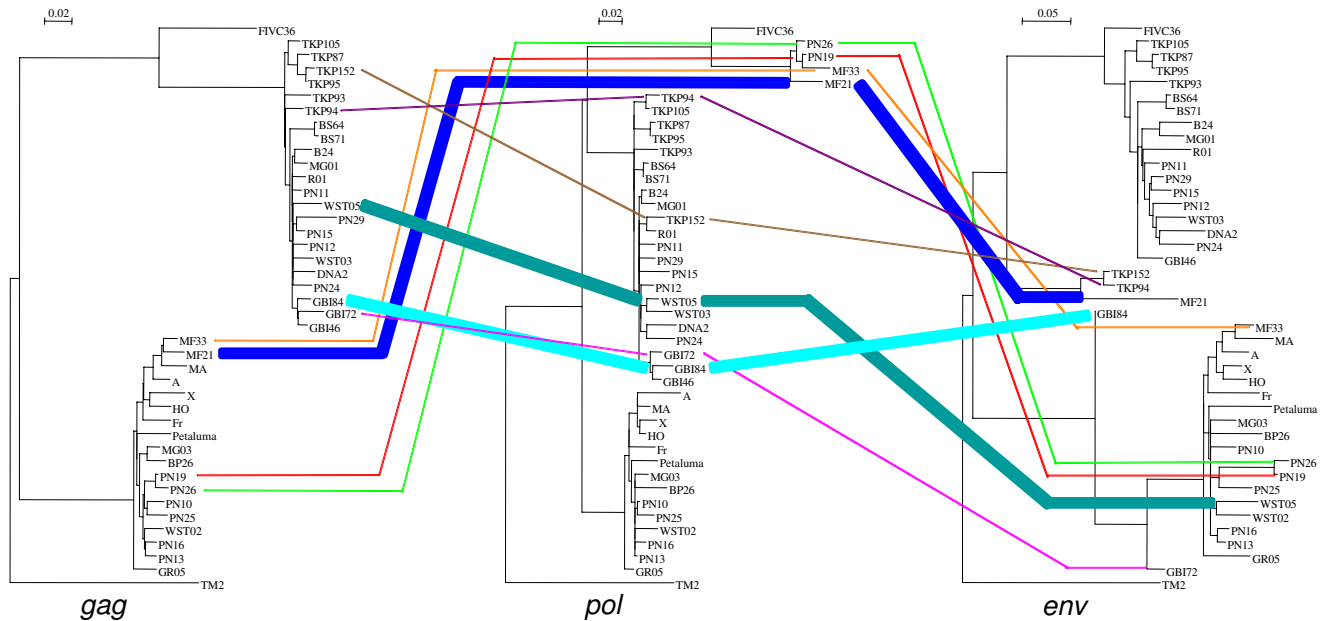 0.02
FIVC36
TKP105
TKP87
TKP152
TKP95
TKP93
TKP94
BS64
BS71
B24
MG01
R01
PN11
WST05
PN29
PN15
PN12
WST03
DNA2
PN24
GBI84
GBI72
GBI46
MF33
MF21
MA
A
X
HO
Fr
Petaluma
MG03
BP26
PN19
PN26
PN10
PN25
WST02
PN16
PN13
GR05
TM2
gag
0.02
FIVC36
PN26
PN19
MF33
MF21
TKP94
TKP105
TKP87
TKP95
TKP93
BS64
BS71
B24
MG01
TKP152
R01
PN11
PN29
PN15
PN12
WST05
WST03
DNA2
PN24
GBI72
GBI84
GBI46
A
MA
X
HO
Fr
Petaluma
MG03
BP26
PN10
PN25
WST02
PN16
PN13
GR05
TM2
pol
0.05
FIVC36
TKP105
TKP87
TKP95
TKP93
BS64
BS71
B24
MG01
R01
PN11
PN29
PN15
PN12
WST03
DNA2
PN24
GBI46
TKP152
TKP94
MF21
GBI84
MF33
MA
A
X
HO
Fr
Petaluma
MG03
BP26
PN10
PN26
PN19
PN25
WST05
WST02
PN16
PN13
GR05
GBI72
TM2
env